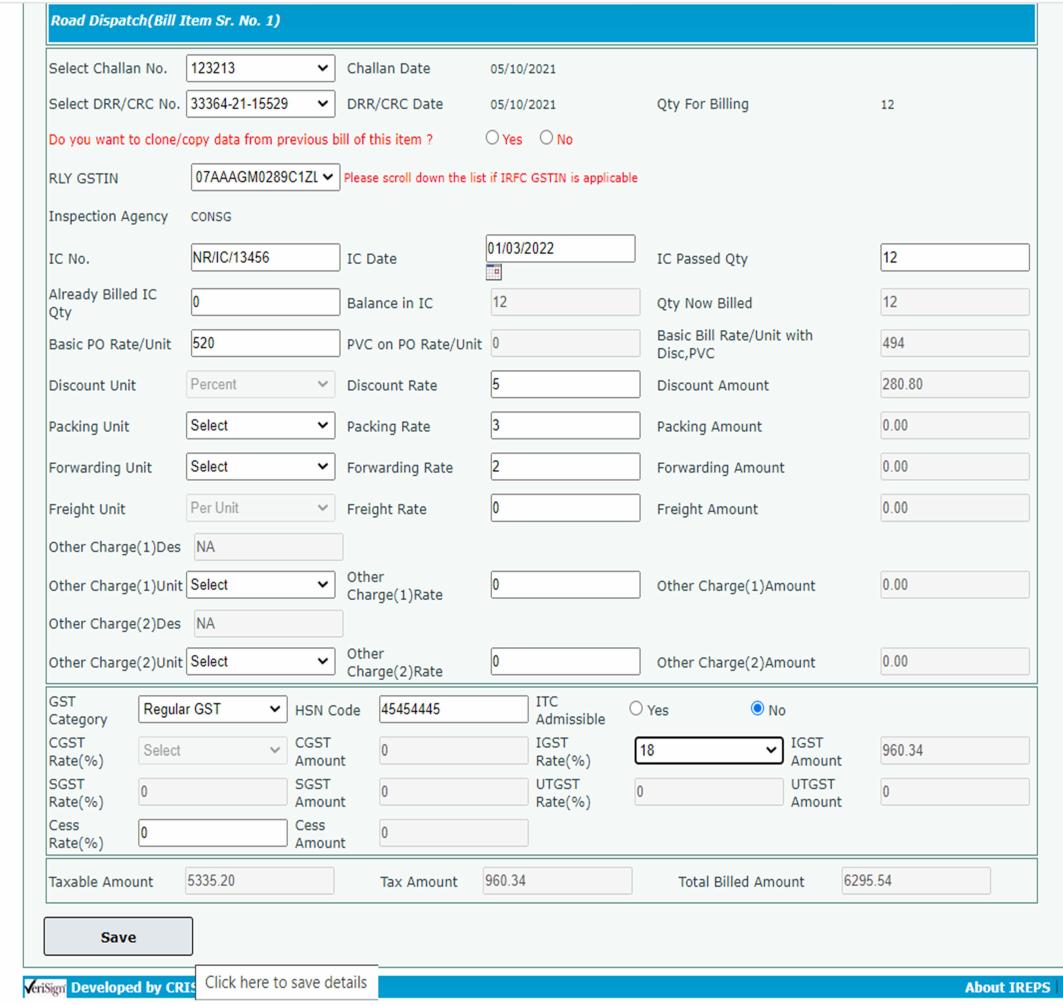 Road Dispatch(Bill Item Sr. No. 1)
Select Challan No. 123213 Challan Date 05/10/2021
Select DRR/CRC No. 33364-21-15529 DRR/CRC Date 05/10/2021 Qty For Billing 12
Do you want to clone/copy data from previous bill of this item ? Yes No
RLY GSTIN 07AAAGM0289C1ZL Please scroll down the list if IRFC GSTIN is applicable
Inspection Agency CONSG
IC No. NR/IC/13456 IC Date 01/03/2022 IC Passed Qty 12
Already Billed IC
Qty 0 Balance in IC 12 Qty Now Billed 12
Basic PO Rate/Unit 520 PVC on PO Rate/Unit 0 Basic Bill Rate/Unit with
Disc,PVC 494
Discount Unit Percent Discount Rate 5 Discount Amount 280.80
Packing Unit Select Packing Rate 3 Packing Amount 0.00
Forwarding Unit Select Forwarding Rate 2 Forwarding Amount 0.00
Freight Unit Per Unit Freight Rate 0 Freight Amount 0.00
Other Charge(1)Des NA
Other Charge(1)Unit Select Other
Charge(1)Rate 0 Other Charge(1)Amount 0.00
Other Charge(2)Des NA
Other Charge(2)Unit Select Other
Charge(2)Rate 0 Other Charge(2)Amount 0.00
GST
Category Regular GST HSN Code 45454445 ITC
Admissible Yes No
CGST
Rate(%) Select CGST
Amount 0 IGST
Rate(%) 18 IGST
Amount 960.34
SGST
Rate(%) 0 SGST
Amount 0 UTGST
Rate(%) 0 UTGST
Amount 0
Cess
Rate(%) 0 Cess
Amount 0
Taxable Amount 5335.20 Tax Amount 960.34 Total Billed Amount 6295.54
Save
Click here to save details
VeriSign Developed by CRIS About IREPS